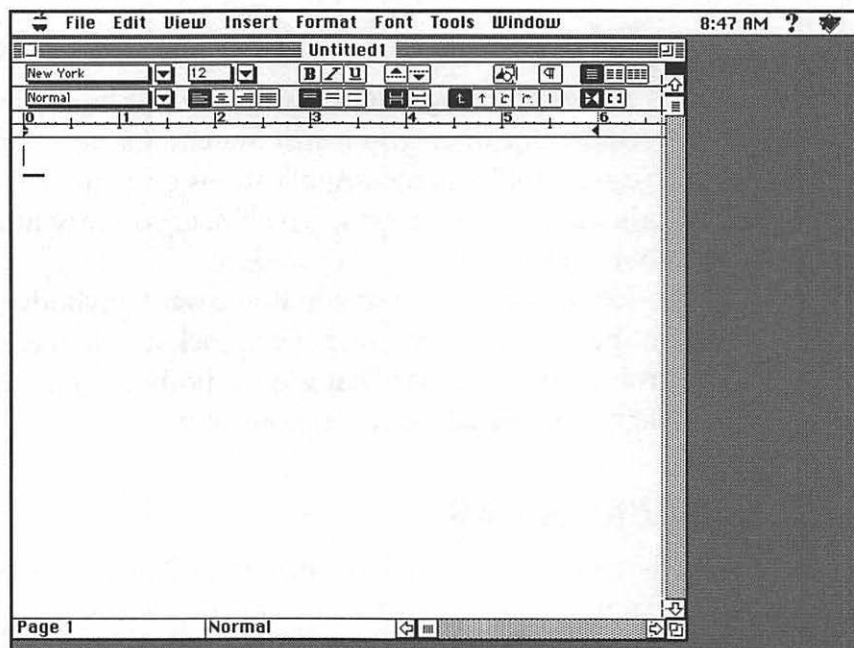 File Edit View Insert Format Font Tools Window 8:47 AM ?
Untitled1
New York 12 B I U ¶
Normal
0 1 2 3 4 5 6
Page 1 Normal